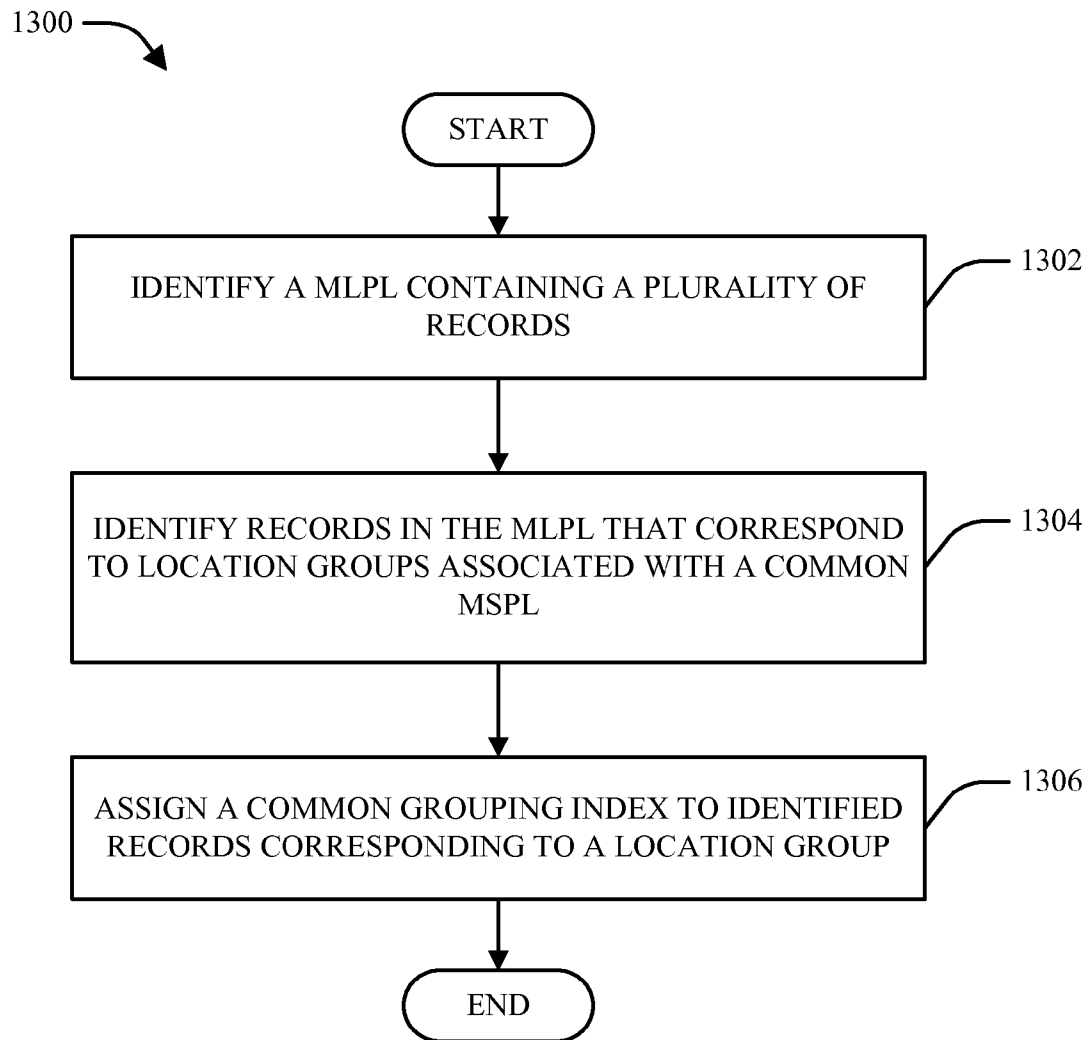 1300
START
IDENTIFY A MLPL CONTAINING A PLURALITY OF
RECORDS
1302
IDENTIFY RECORDS IN THE MLPL THAT CORRESPOND
TO LOCATION GROUPS ASSOCIATED WITH A COMMON
MSPL
1304
ASSIGN A COMMON GROUPING INDEX TO IDENTIFIED
RECORDS CORRESPONDING TO A LOCATION GROUP
1306
END